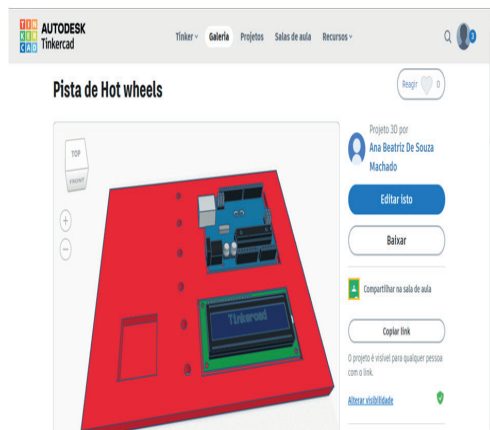 TIN
KER
CAD
AUTODESK
Tinkercad
Tinker
Galeria
Projetos
Salas de aula
Recursos
2
Pista de Hot wheels
Reagir
0
TOP
FRONT
Projeto 3D por
Ana Beatriz De Souza
Machado
Editar isto
Baixar
Compartilhar na sala de aula
Copiar link
O projeto é visível para qualquer pessoa
com o link.
Alterar visibilidade
Tinkercad